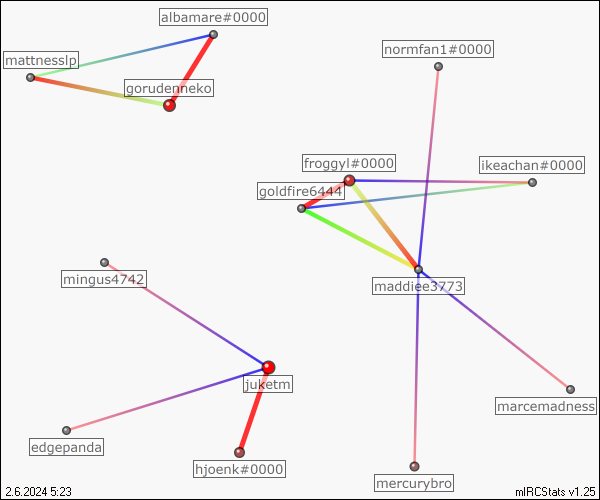 albamare#0000
mattnesslp
gorudenneko
normfan1#0000
froggyl#0000
ikeachan#0000
goldfire6444
mingus4742
maddiee3773
juketm
marcemadness
edgepanda
hjoenk#0000
mercurybro
2.6.2024 5:23
mIRCStats v1.25